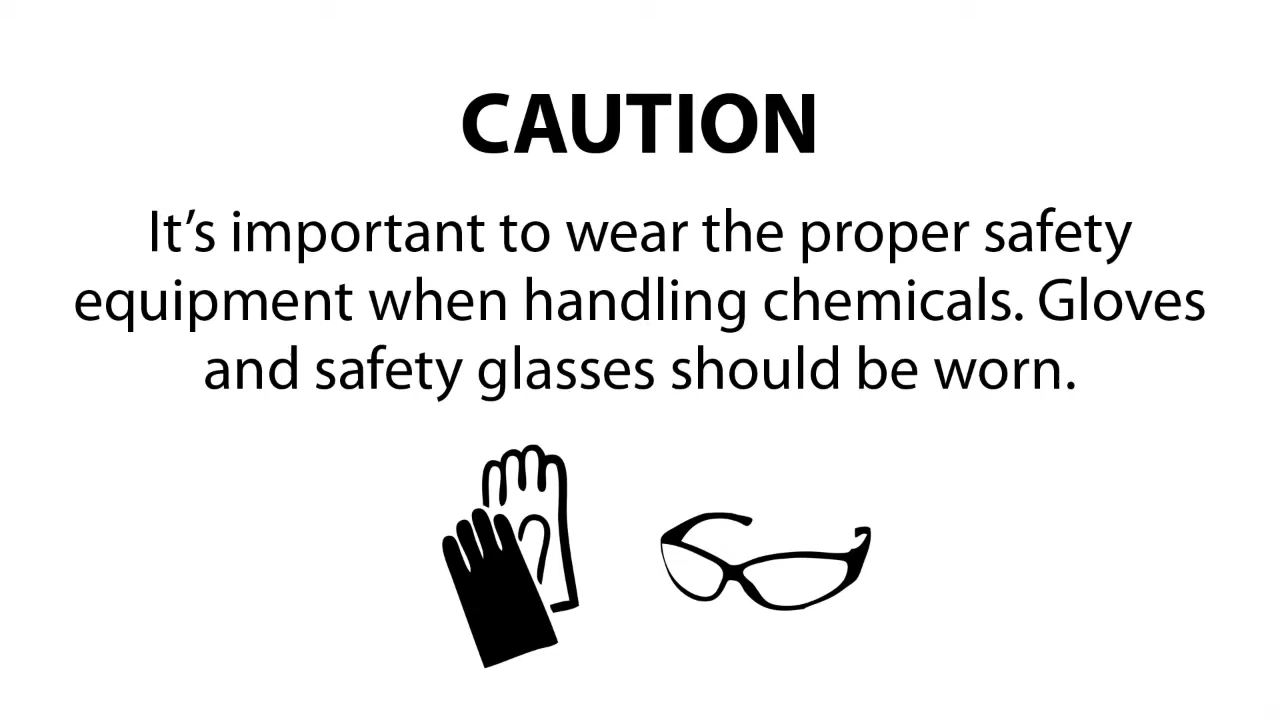 CAUTION
It’s important to wear the proper safety
equipment when handling chemicals. Gloves
and safety glasses should be worn.